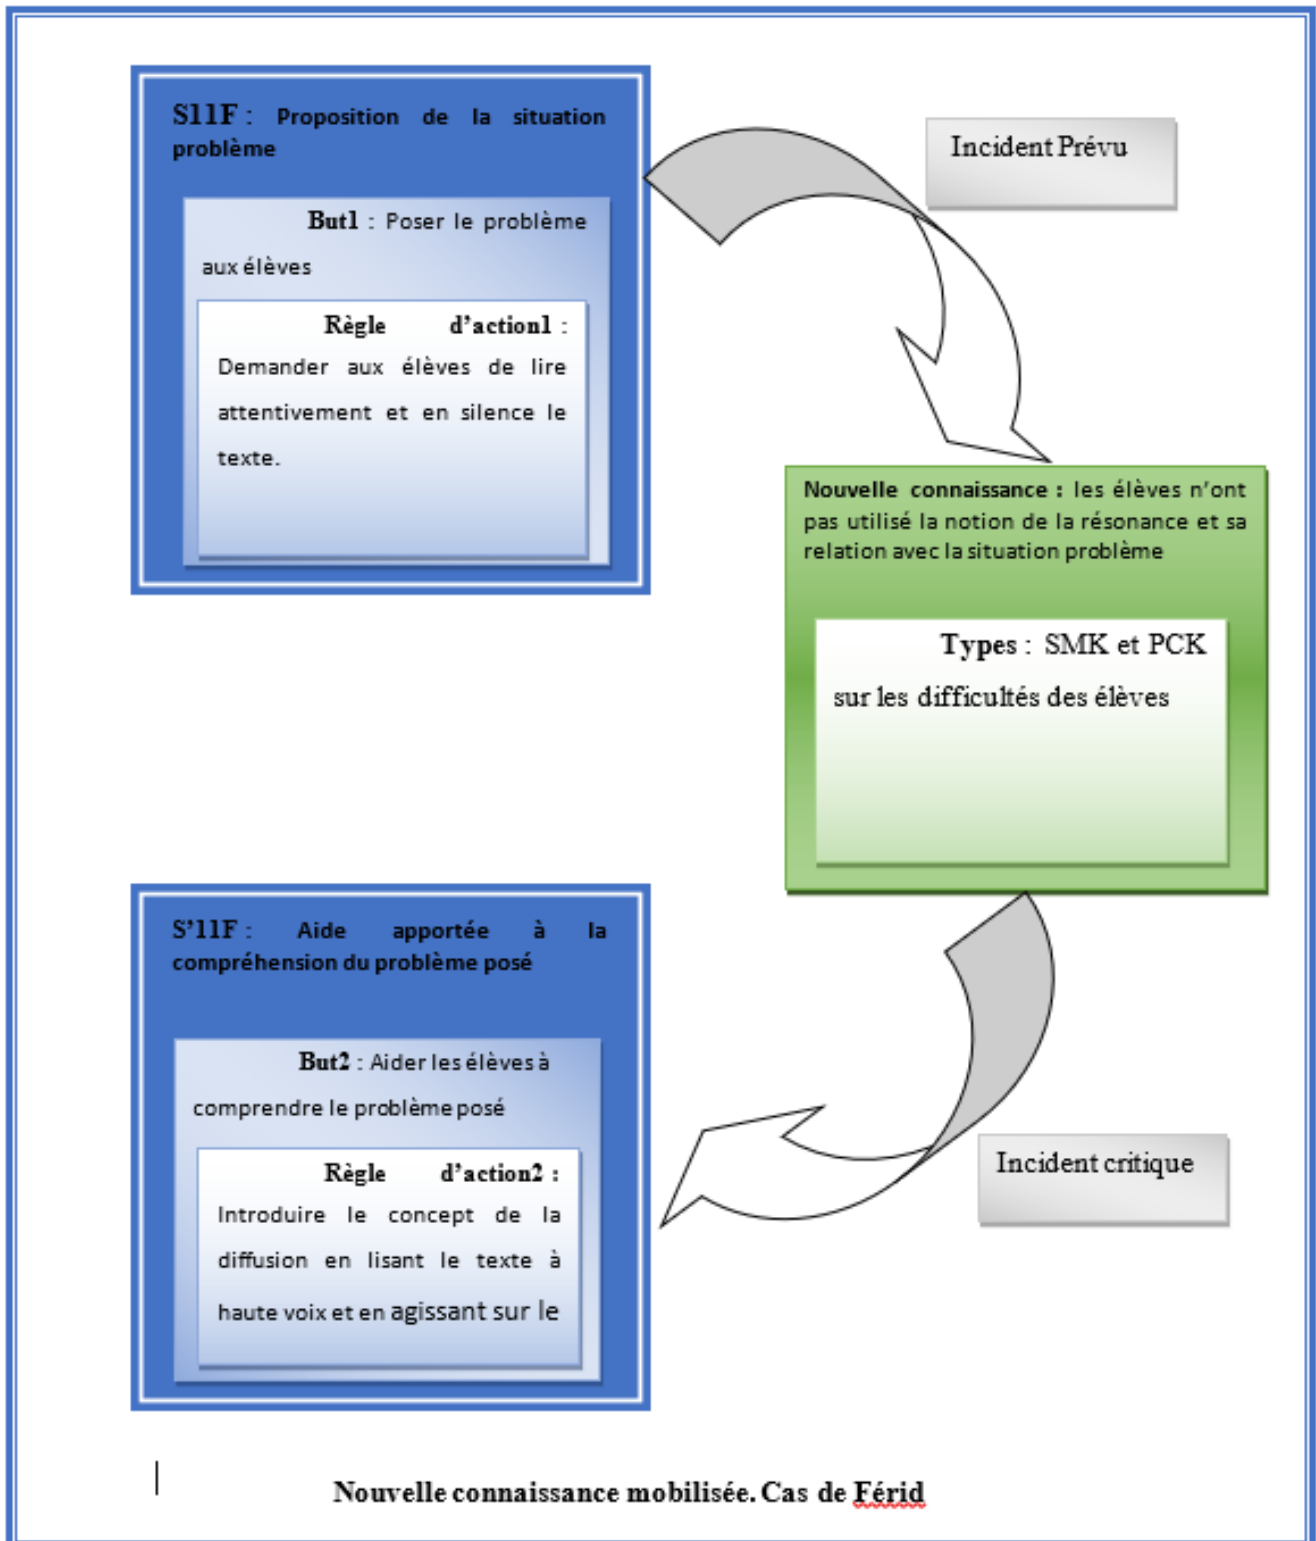 S11F : Proposition de la situation
problème
But1 : Poser le problème
aux élèves
Règle d’action1 :
Demander aux élèves de lire
attentivement et en silence le
texte.
Incident Prévu
Nouvelle connaissance : les élèves n’ont
pas utilisé la notion de la résonance et sa
relation avec la situation problème
Types : SMK et PCK
sur les difficultés des élèves
S’11F : Aide apportée à la
compréhension du problème posé
But2 : Aider les élèves à
comprendre le problème posé
Règle d’action2 :
Introduire le concept de la
diffusion en lisant le texte à
haute voix et en agissant sur le
Incident critique
Nouvelle connaissance mobilisée. Cas de Férid